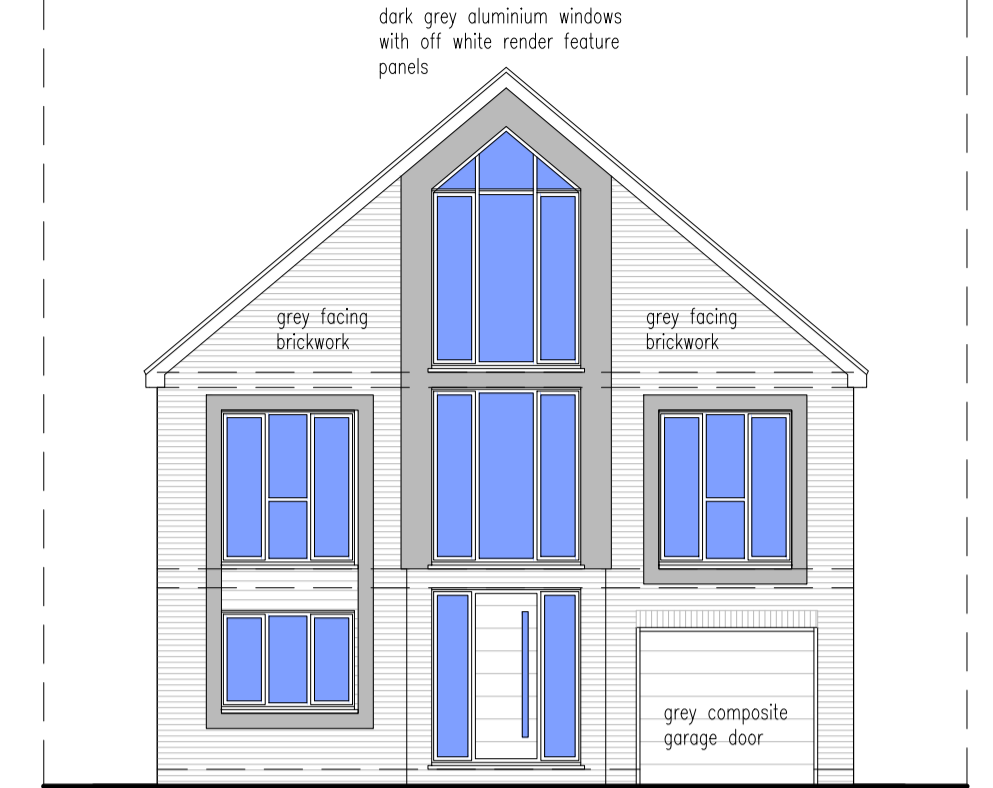 dark grey aluminium windows
with off white render feature
panels
grey facing
brickwork
grey facing
brickwork
grey composite
garage door